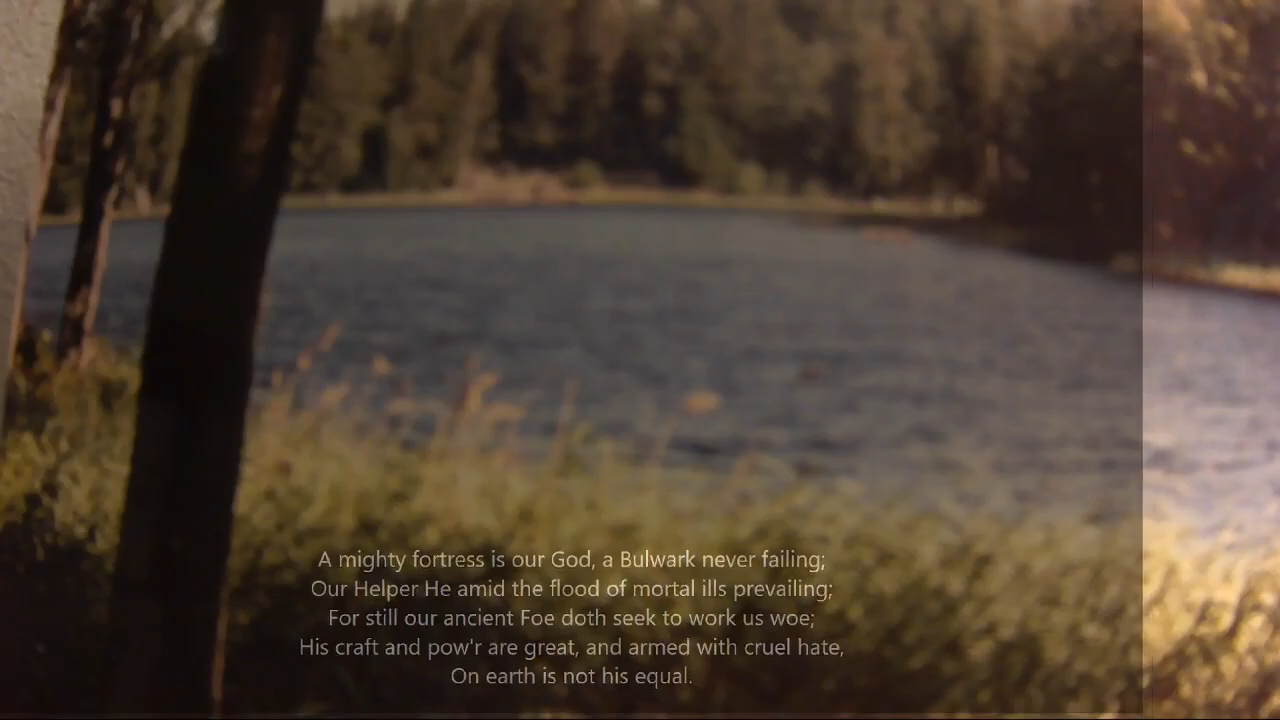 A mighty fortress is our God, a Bulwark never failing;
Our Helper He amid the flood of mortal ills prevailing;
For still our ancient Foe doth seek to work us woe;
His craft and pow'r are great, and armed with cruel hate,
On earth is not his equal.